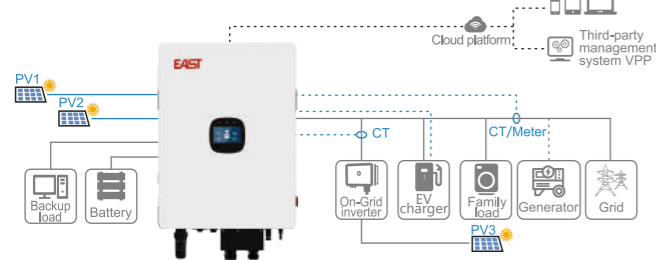 Cloud platform
Third-party
management
system VPP
EAST
PV1
PV2
CT
CT/Meter
Backup
load
Battery
On-Grid
inverter
EV
charger
Family
load
Generator
Grid
PV3